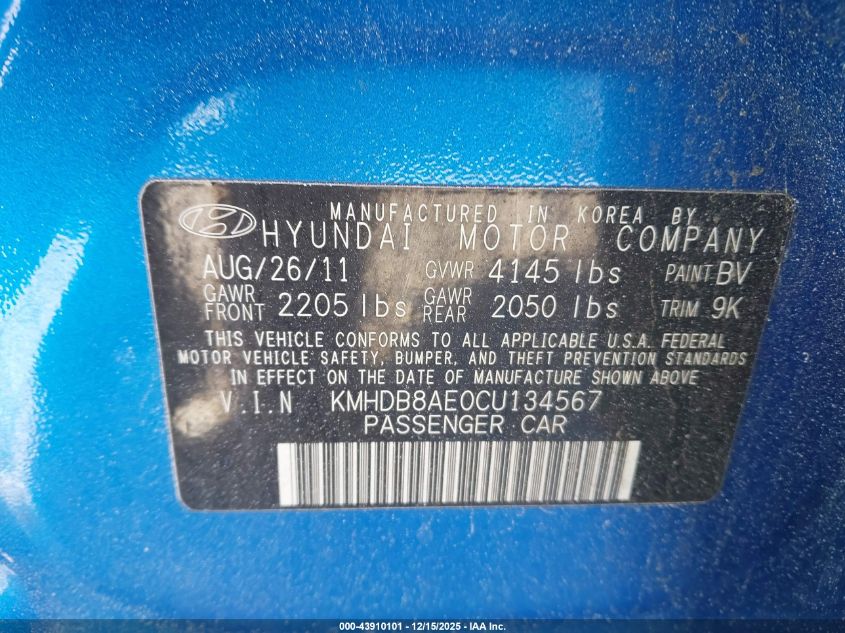 MANUFACTURED IN KOREA BY
HYUNDAI MOTOR COMPANY
AUG/26/11 GVWR 4145 lbs PAINT BV
GAWR FRONT 2205 lbs GAWR REAR 2050 lbs TRIM 9K
THIS VEHICLE CONFORMS TO ALL APPLICABLE U.S.A. FEDERAL
MOTOR VEHICLE SAFETY, BUMPER, AND THEFT PREVENTION STANDARDS
IN EFFECT ON THE DATE OF MANUFACTURE SHOWN ABOVE.
V.I.N KMHDB8AE0CU134567
PASSENGER CAR
000-43910101 - 12/15/2025 - IAA Inc.